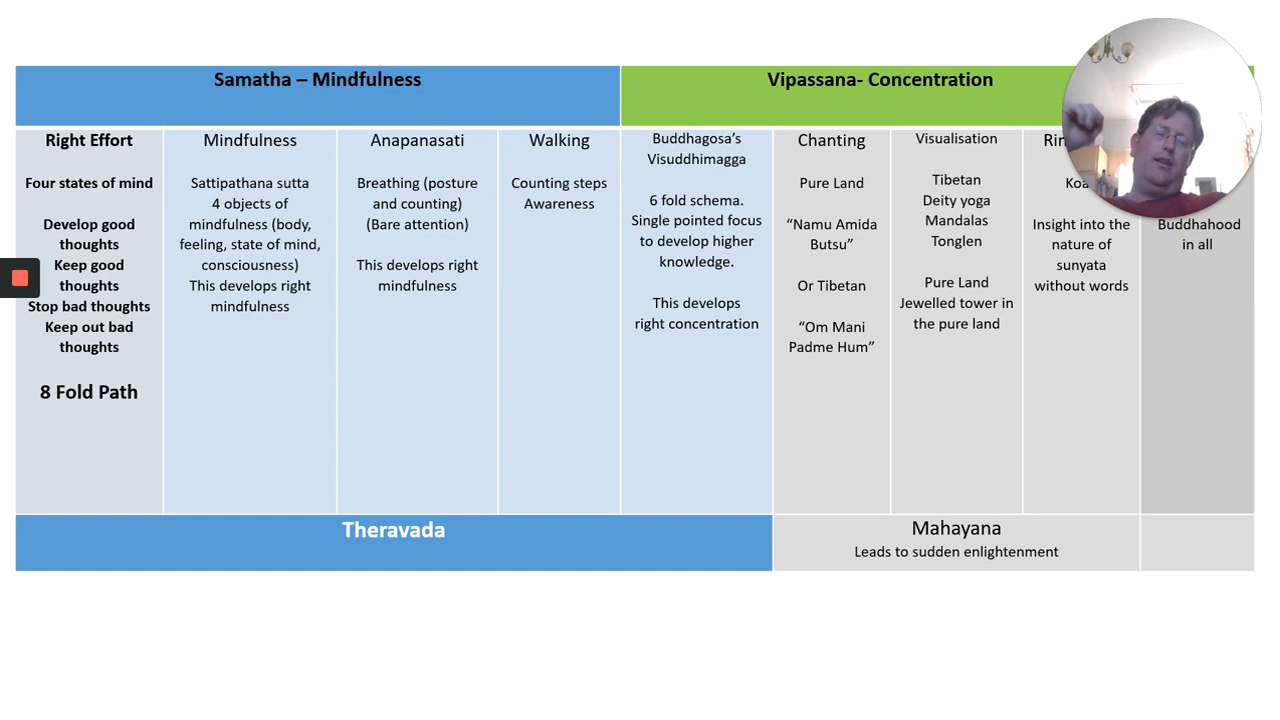 Samatha – Mindfulness
Vipassana- Concentration
Right Effort
Four states of mind
Develop good
thoughts
Keep good
thoughts
Stop bad thoughts
Keep out bad
thoughts
8 Fold Path
Mindfulness
Sattipathana sutta
4 objects of
mindfulness (body,
feeling, state of mind,
consciousness)
This develops right
mindfulness
Anapanasati
Breathing (posture
and counting)
(Bare attention)
This develops right
mindfulness
Walking
Counting steps
Awareness
Buddhagosa’s
Visuddhimagga
6 fold schema.
Single pointed focus
to develop higher
knowledge.
This develops
right concentration
Chanting
Pure Land
“Namu Amida
Butsu”
Or Tibetan
“Om Mani
Padme Hum”
Visualisation
Tibetan
Deity yoga
Mandalas
Tonglen
Pure Land
Jewelled tower in
the pure land
Insight into the
nature of
sunyata
without words
Buddhahood
in all
Theravada
Mahayana
Leads to sudden enlightenment